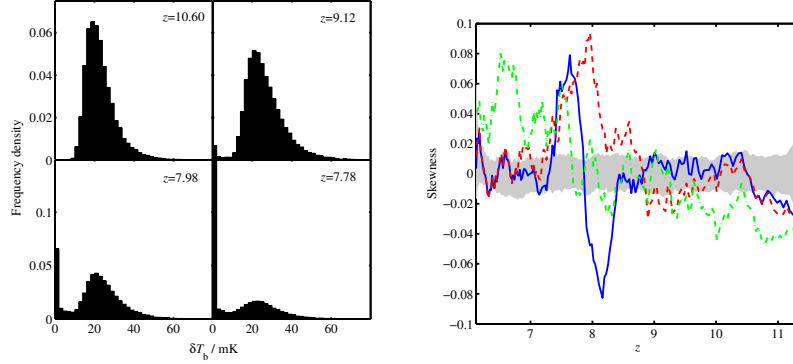 z=10.60
z=9.12
0.06
0.04
0.02
0
Frequency density
z=7.98
z=7.78
0.1
0.05
0
0 20 40 60
0 20 40 60
δT_b / mK
0.1
0.08
0.06
0.04
0.02
0
−0.02
−0.04
−0.06
−0.08
−0.1
Skewness
7 8 9 10 11
z